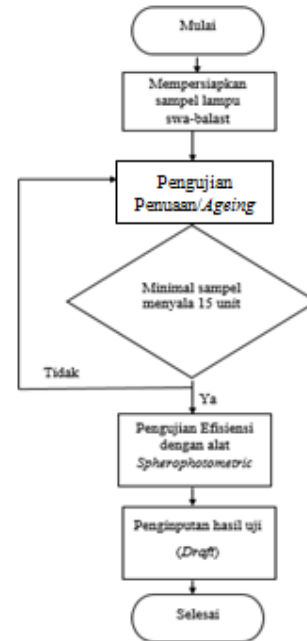 Mulai
Mempersiapkan
sampel lampu
swa-balast
Pengujian
Penuaan/Ageing
Minimal sampel
menyala 15 unit
Tidak
Ya
Pengujian Efisiensi
dengan alat
Spherophotometric
Penginputan hasil uji
(Draft)
Selesai